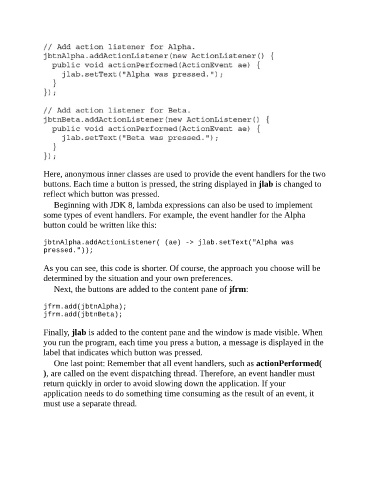 // Add action listener for Alpha.
jbtnAlpha.addActionListener(new ActionListener() {
public void actionPerformed(ActionEvent ae) {
jlab.setText("Alpha was pressed.");
}
});
// Add action listener for Beta.
jbtnBeta.addActionListener(new ActionListener() {
public void actionPerformed(ActionEvent ae) {
jlab.setText("Beta was pressed.");
}
});
Here, anonymous inner classes are used to provide the event handlers for the two
buttons. Each time a button is pressed, the string displayed in jlab is changed to
reflect which button was pressed.
Beginning with JDK 8, lambda expressions can also be used to implement
some types of event handlers. For example, the event handler for the Alpha
button could be written like this:
jbtnAlpha.addActionListener( (ae) -> jlab.setText("Alpha was
pressed."));
As you can see, this code is shorter. Of course, the approach you choose will be
determined by the situation and your own preferences.
Next, the buttons are added to the content pane of jfrm:
jfrm.add(jbtnAlpha);
jfrm.add(jbtnBeta);
Finally, jlab is added to the content pane and the window is made visible. When
you run the program, each time you press a button, a message is displayed in the
label that indicates which button was pressed.
One last point: Remember that all event handlers, such as actionPerformed(
), are called on the event dispatching thread. Therefore, an event handler must
return quickly in order to avoid slowing down the application. If your
application needs to do something time consuming as the result of an event, it
must use a separate thread.